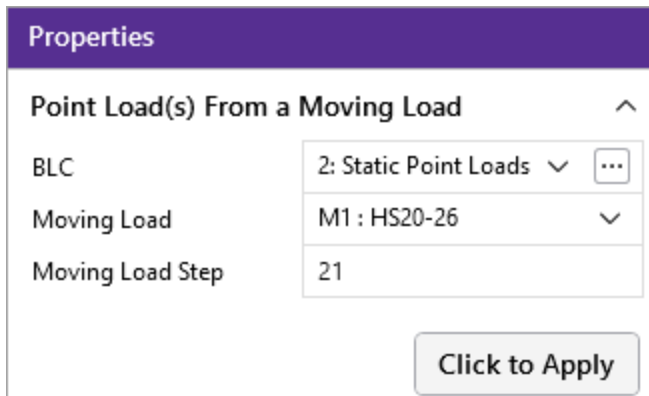 Properties
Point Load(s) From a Moving Load
BLC 2: Static Point Loads ...
Moving Load M1 : HS20-26
Moving Load Step 21
Click to Apply